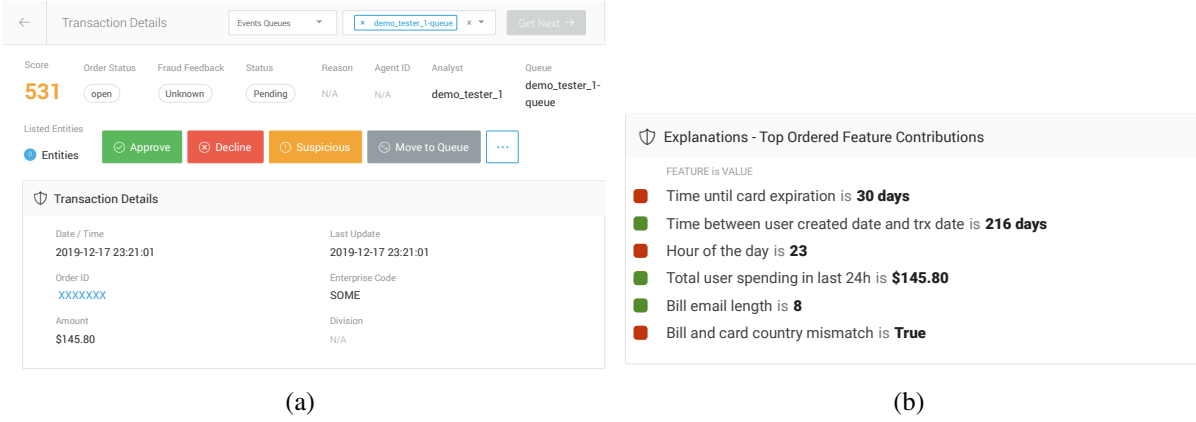 Transaction Details
Events Queues
× demo_tester_1-queue ×
Get Next →
Score Order Status Fraud Feedback Status Reason Agent ID Analyst Queue
531 open Unknown Pending N/A N/A demo_tester_1 demo_tester_1-
queue
Listed Entities
0 Entities
Approve
Decline
Suspicious
Move to Queue
...
Transaction Details
Date / Time Last Update
2019-12-17 23:21:01 2019-12-17 23:21:01
Order ID Enterprise Code
XXXXXXX SOME
Amount Division
$145.80 N/A
(a)
Explanations - Top Ordered Feature Contributions
FEATURE is VALUE
Time until card expiration is 30 days
Time between user created date and trx date is 216 days
Hour of the day is 23
Total user spending in last 24h is $145.80
Bill email length is 8
Bill and card country mismatch is True
(b)